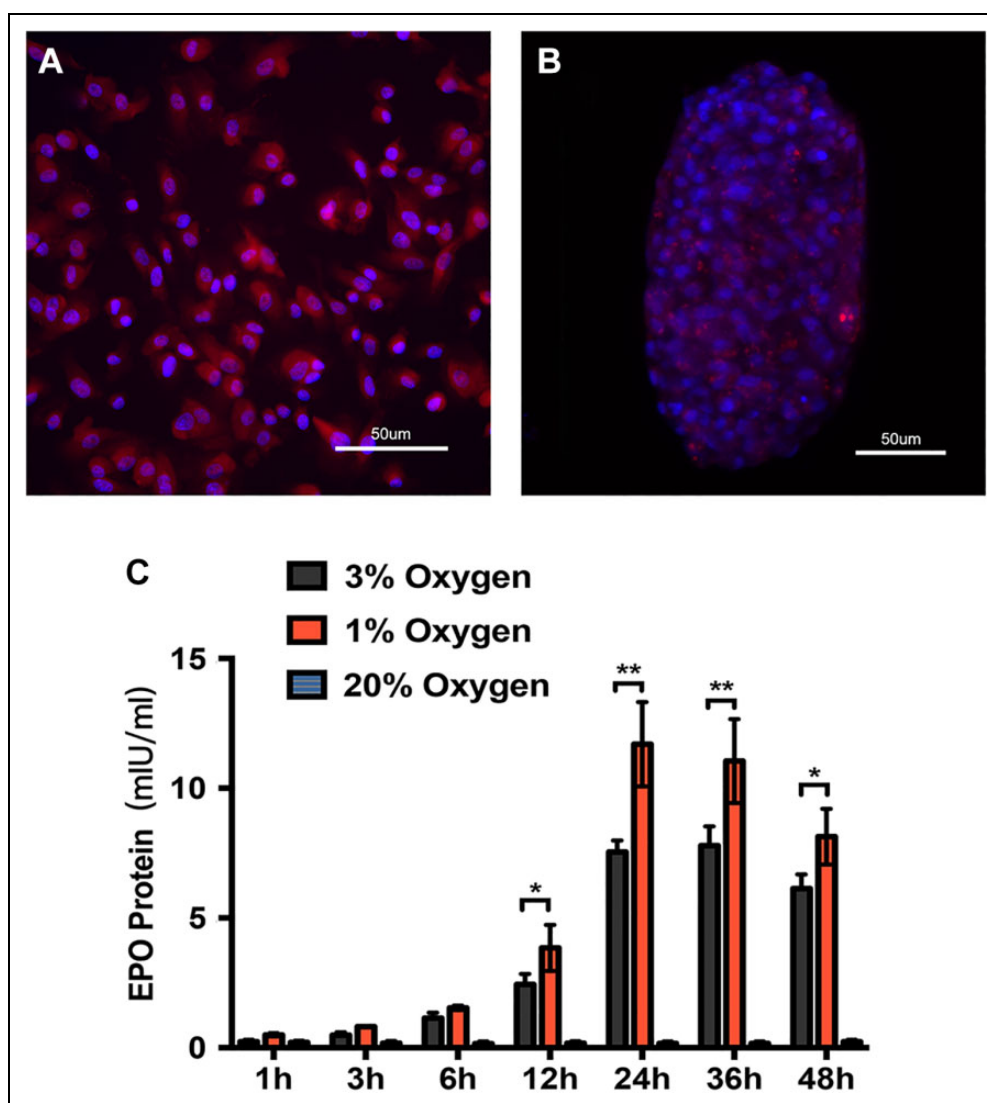 A
B
50um
50um
C
3% Oxygen
1% Oxygen
20% Oxygen
EPO Protein (mIU/ml)
15
10
5
0
*
**
**
*
1h 3h 6h 12h 24h 36h 48h